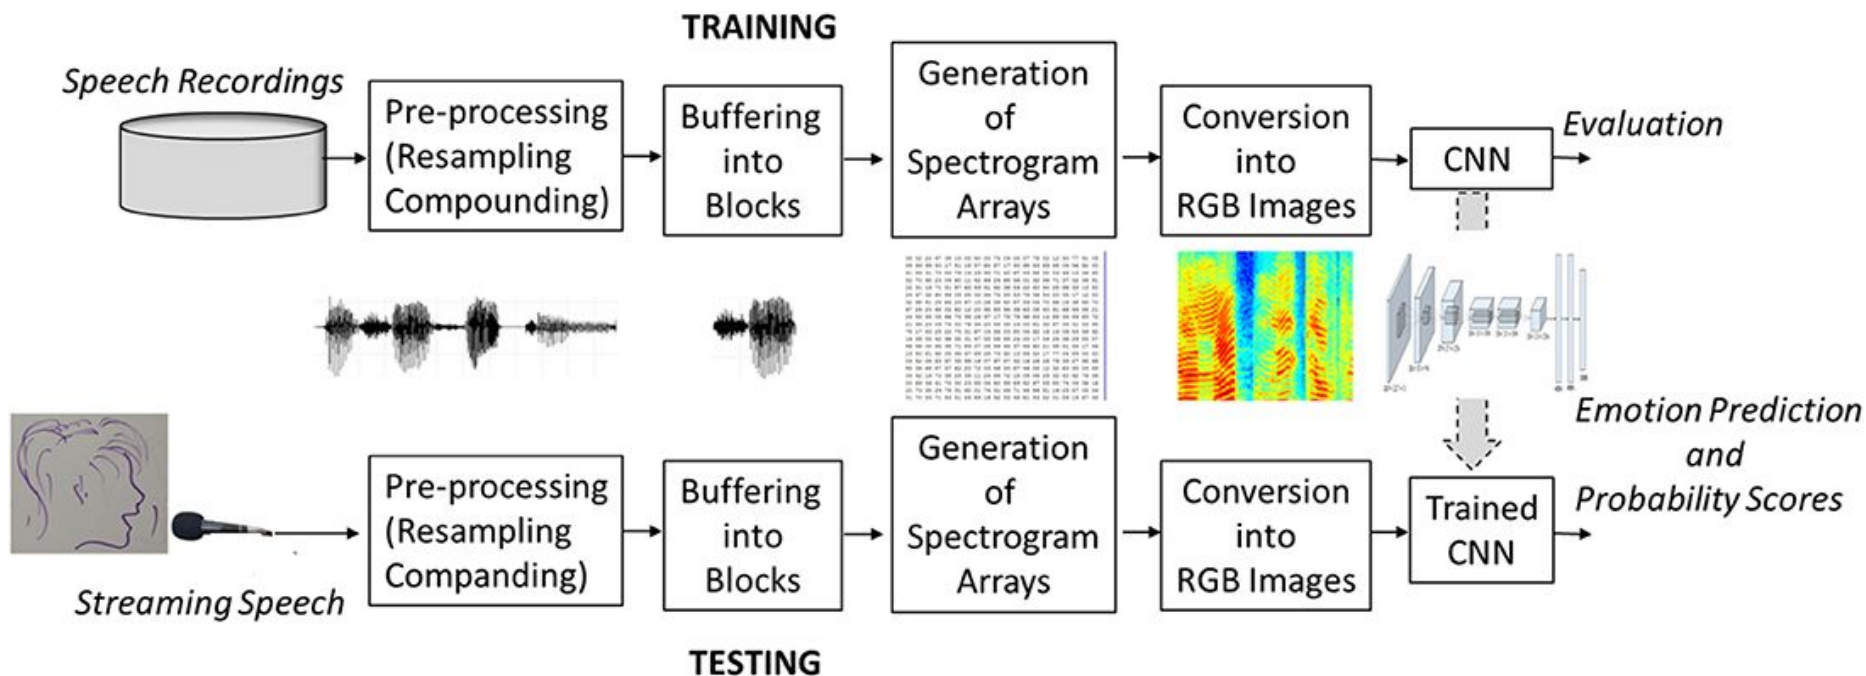 TRAINING
Speech Recordings
Pre-processing
(Resampling
Compounding)
Buffering
into
Blocks
Generation
of
Spectrogram
Arrays
Conversion
into
RGB Images
CNN
Evaluation
Streaming Speech
Pre-processing
(Resampling
Companding)
Buffering
into
Blocks
Generation
of
Spectrogram
Arrays
Conversion
into
RGB Images
Trained
CNN
Emotion Prediction
and
Probability Scores
TESTING